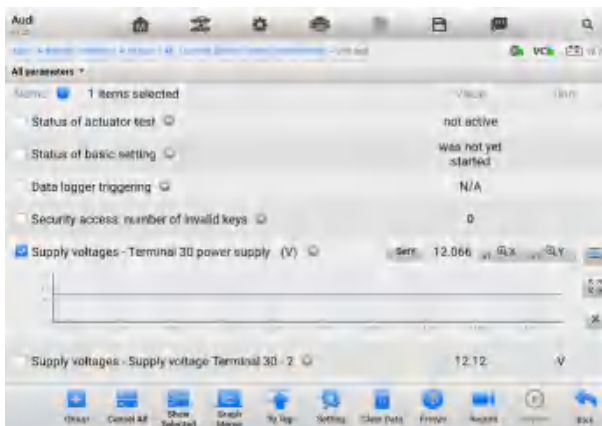 Audi
VCI
All parameters
Name 1 items selected Value Unit
Status of actuator test not active
Status of basic setting was not yet started
Data logger triggering N/A
Security access: number of invalid keys 0
Supply voltages - Terminal 30 power supply (V) 12.066
Supply voltages - Supply voltage Terminal 30 - 2 12.12 V
Group Cancel All Show Selected Graph Merge To Top Setting Clear Data Freeze Record Back